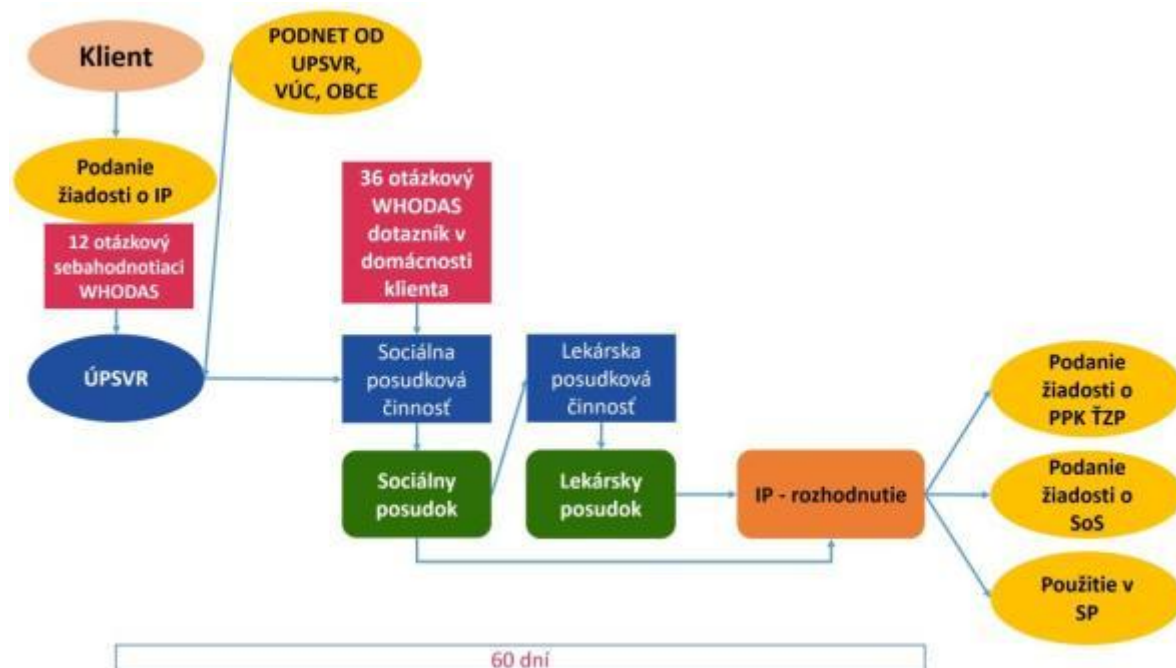 Klient
PODNET OD
UPSVR,
VÚC, OBCE
Podanie
žiadosti o IP
12 otázkový
sebahodnotiaci
WHODAS
ÚPSVR
36 otázkový
WHODAS
dotazník v
domácnosti
klienta
Sociálna
posudková
činnosť
Lekárska
posudková
činnosť
Sociálny
posudok
Lekársky
posudok
IP - rozhodnutie
Podanie
žiadosti o
PPK ŤZP
Podanie
žiadosti o
SoS
Použitie v
SP
60 dní